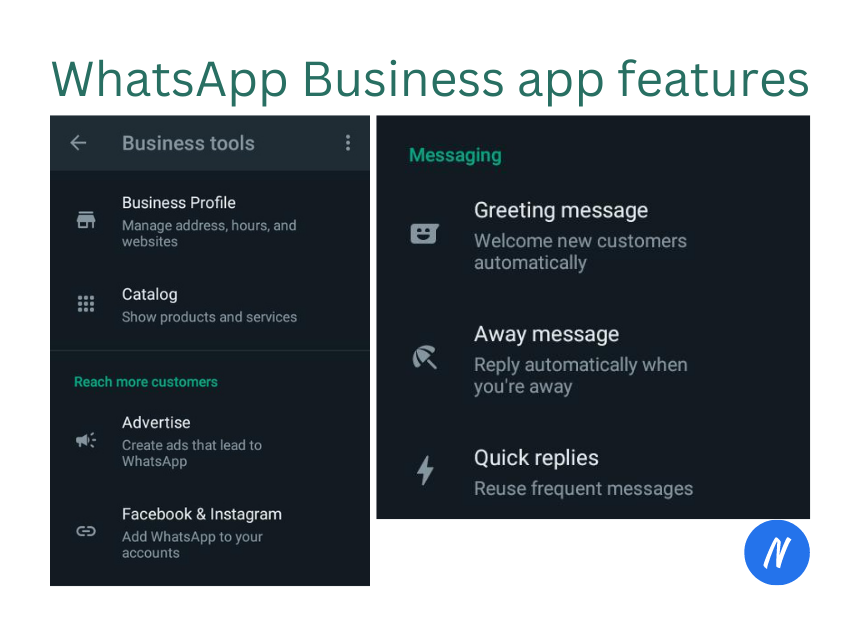 WhatsApp Business app features
Business tools
Business Profile
Manage address, hours, and
websites
Catalog
Show products and services
Reach more customers
Advertise
Create ads that lead to
WhatsApp
Facebook & Instagram
Add WhatsApp to your
accounts
Messaging
Greeting message
Welcome new customers
automatically
Away message
Reply automatically when
you're away
Quick replies
Reuse frequent messages
N